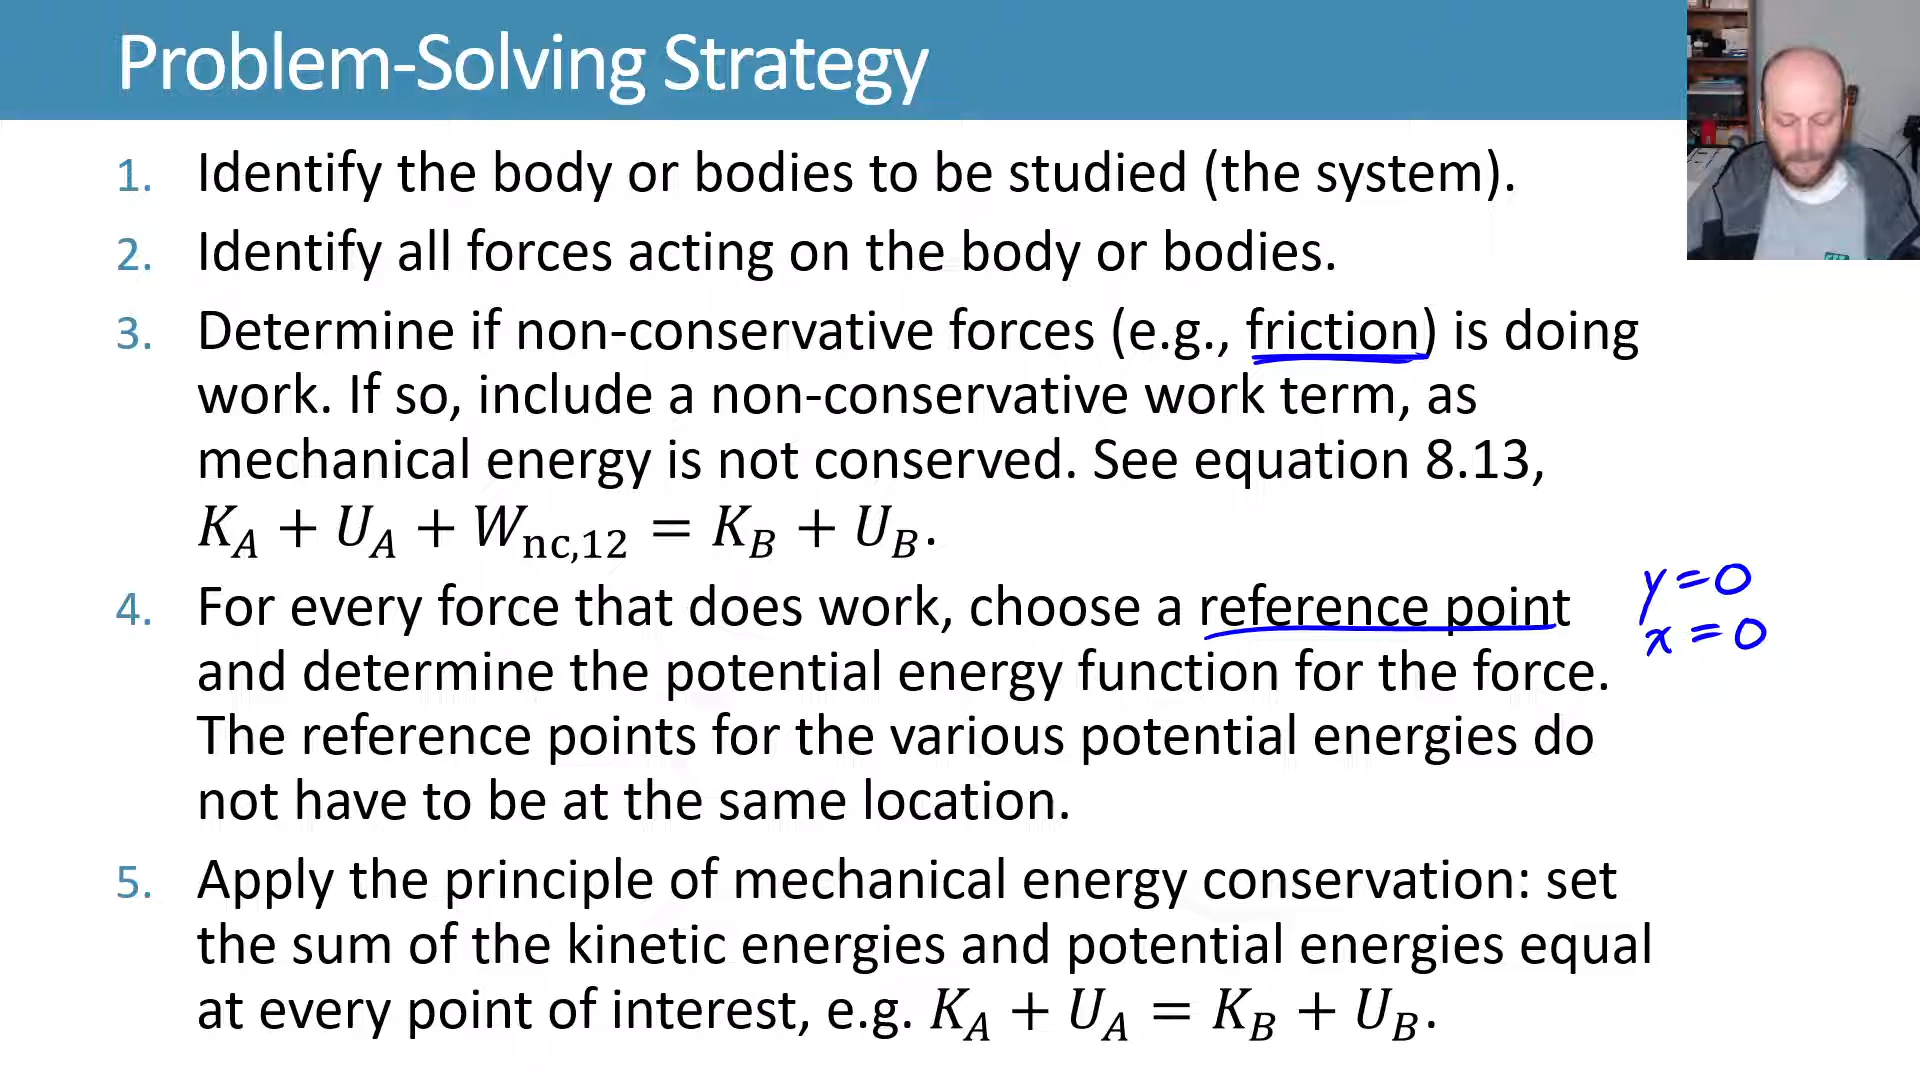 Problem-Solving Strategy
1. Identify the body or bodies to be studied (the system).
2. Identify all forces acting on the body or bodies.
3. Determine if non-conservative forces (e.g., friction) is doing
work. If so, include a non-conservative work term, as
mechanical energy is not conserved. See equation 8.13,
K_A + U_A + W_nc,12 = K_B + U_B.
4. For every force that does work, choose a reference point
y=0
x=0
and determine the potential energy function for the force.
The reference points for the various potential energies do
not have to be at the same location.
5. Apply the principle of mechanical energy conservation: set
the sum of the kinetic energies and potential energies equal
at every point of interest, e.g. K_A + U_A = K_B + U_B.